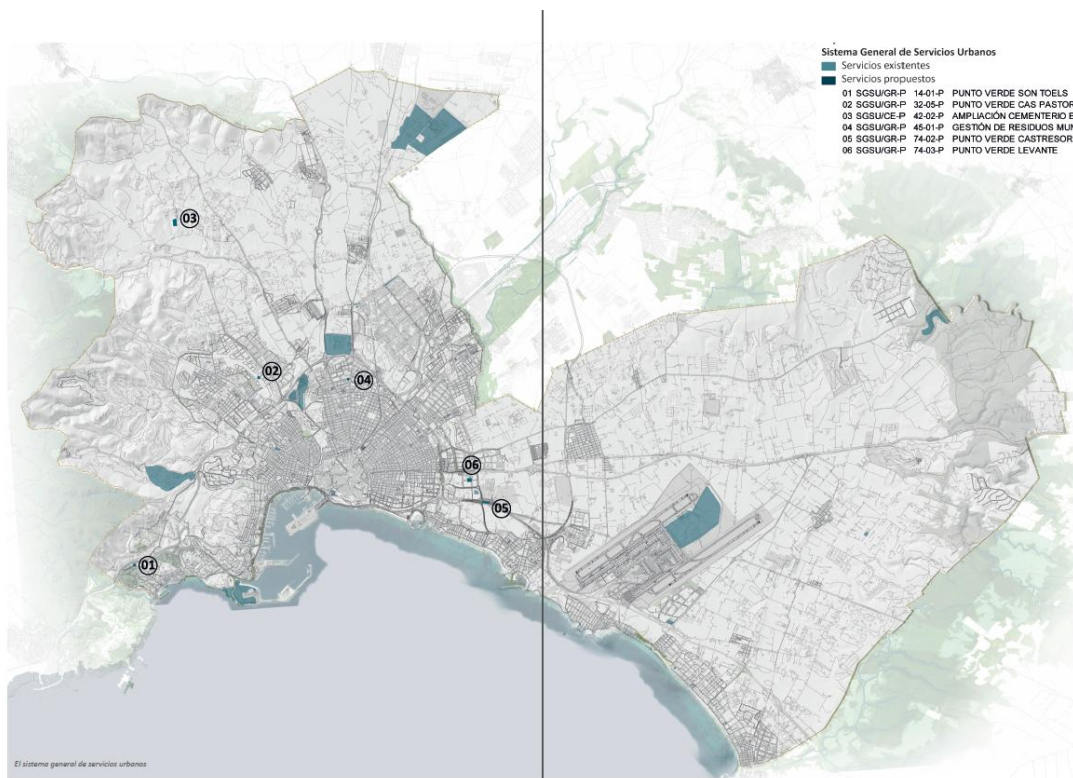 Sistema General de Servicios Urbanos
Servicios existentes
Servicios propuestos
01 SGSU/GR-P 14-01-P PUNTO VERDE SON TOELS
02 SGSU/GR-P 32-05-P PUNTO VERDE CAS PASTOR
03 SGSU/CE-P 42-02-P AMPLIACIÓN CEMENTERIO E
04 SGSU/GR-P 45-01-P GESTIÓN DE RESIDUOS MUN
05 SGSU/GR-P 74-02-P PUNTO VERDE CASTRESOR
06 SGSU/GR-P 74-03-P PUNTO VERDE LEVANTE
03
02
04
06
05
01
El sistema general de servicios urbanos